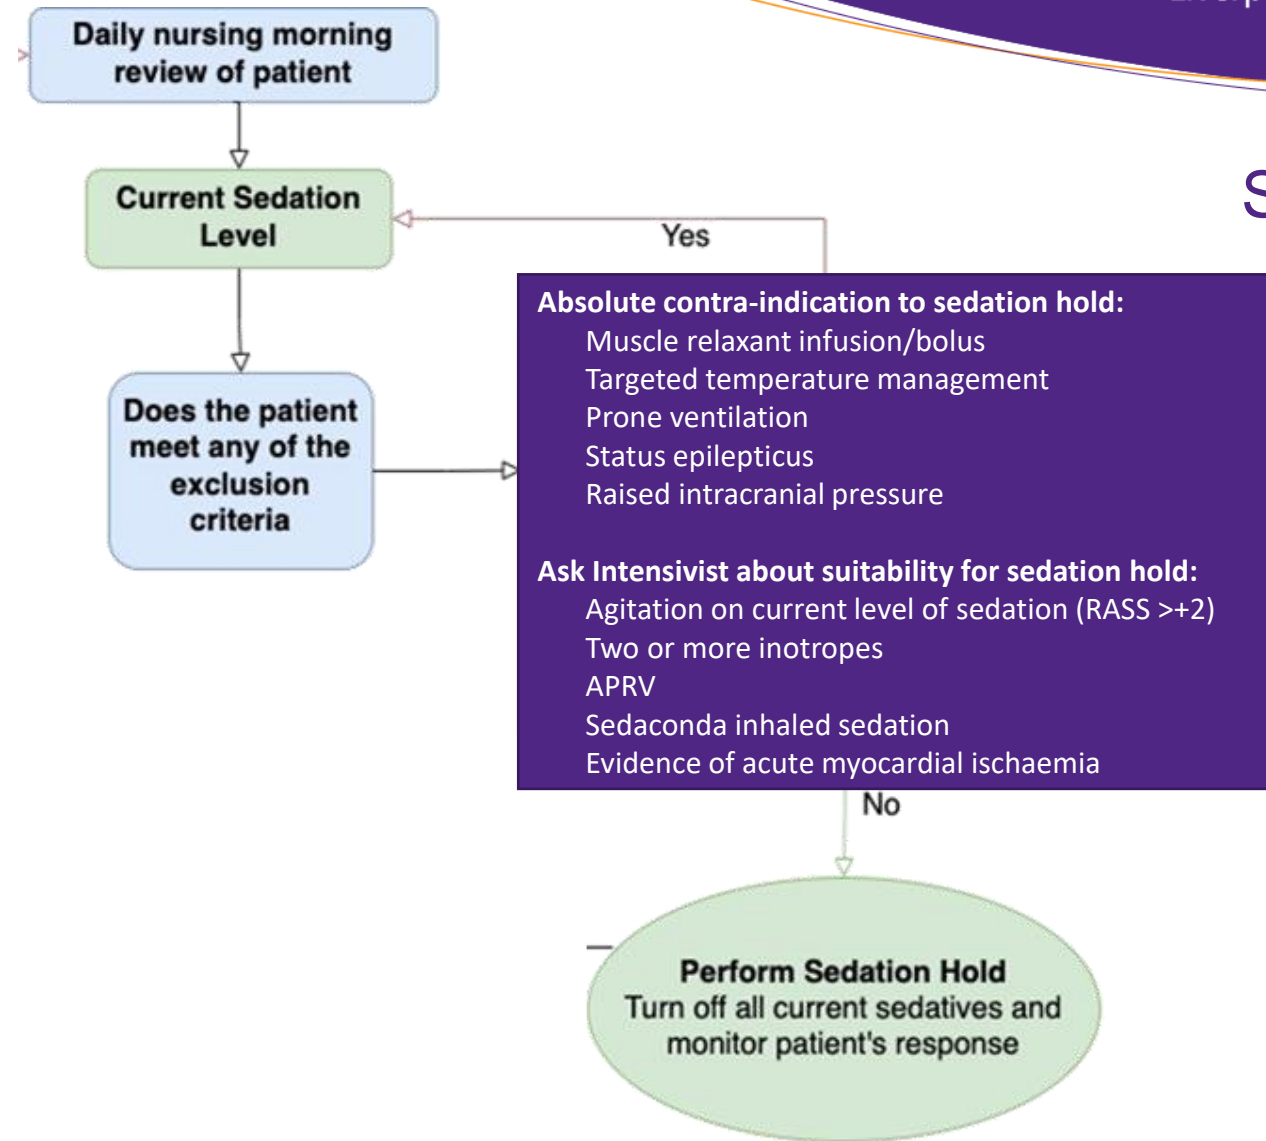 Daily nursing morning
review of patient
Current Sedation
Level
Yes
Does the patient
meet any of the
exclusion
criteria
Absolute contra-indication to sedation hold:
Muscle relaxant infusion/bolus
Targeted temperature management
Prone ventilation
Status epilepticus
Raised intracranial pressure
Ask Intensivist about suitability for sedation hold:
Agitation on current level of sedation (RASS >+2)
Two or more inotropes
APRV
Sedaconda inhaled sedation
Evidence of acute myocardial ischaemia
No
Perform Sedation Hold
Turn off all current sedatives and
monitor patient's response